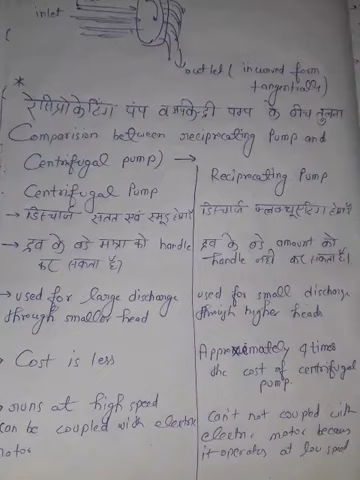 inlet
outlet (inward form
tangentially)
*
रेसीप्रोकेटिंग पंप व अपकेन्द्री पम्प के बीच तुलना
Comparision between reciprocating Pump and
Centrifugal pump) →
Centrifugal Pump
Reciprocating Pump
→ डिस्चार्ज सतत एवं स्मूद होगा
डिस्चार्ज फ्लक्चुएटिंग होगा
→ द्रव के बडे मात्रा को handle
कर सकता है।
द्रव के बडे amount को
handle नही कर सकता है।
→ used for large discharge
through smaller head
used for small discharge
through higher heads
Cost is less
Approximately 4 times
the cost of centrifugal
pump.
→ runs at high speed
can be coupled with electric
motor
Can't not coupled with
electric motor because
it operates at low speed